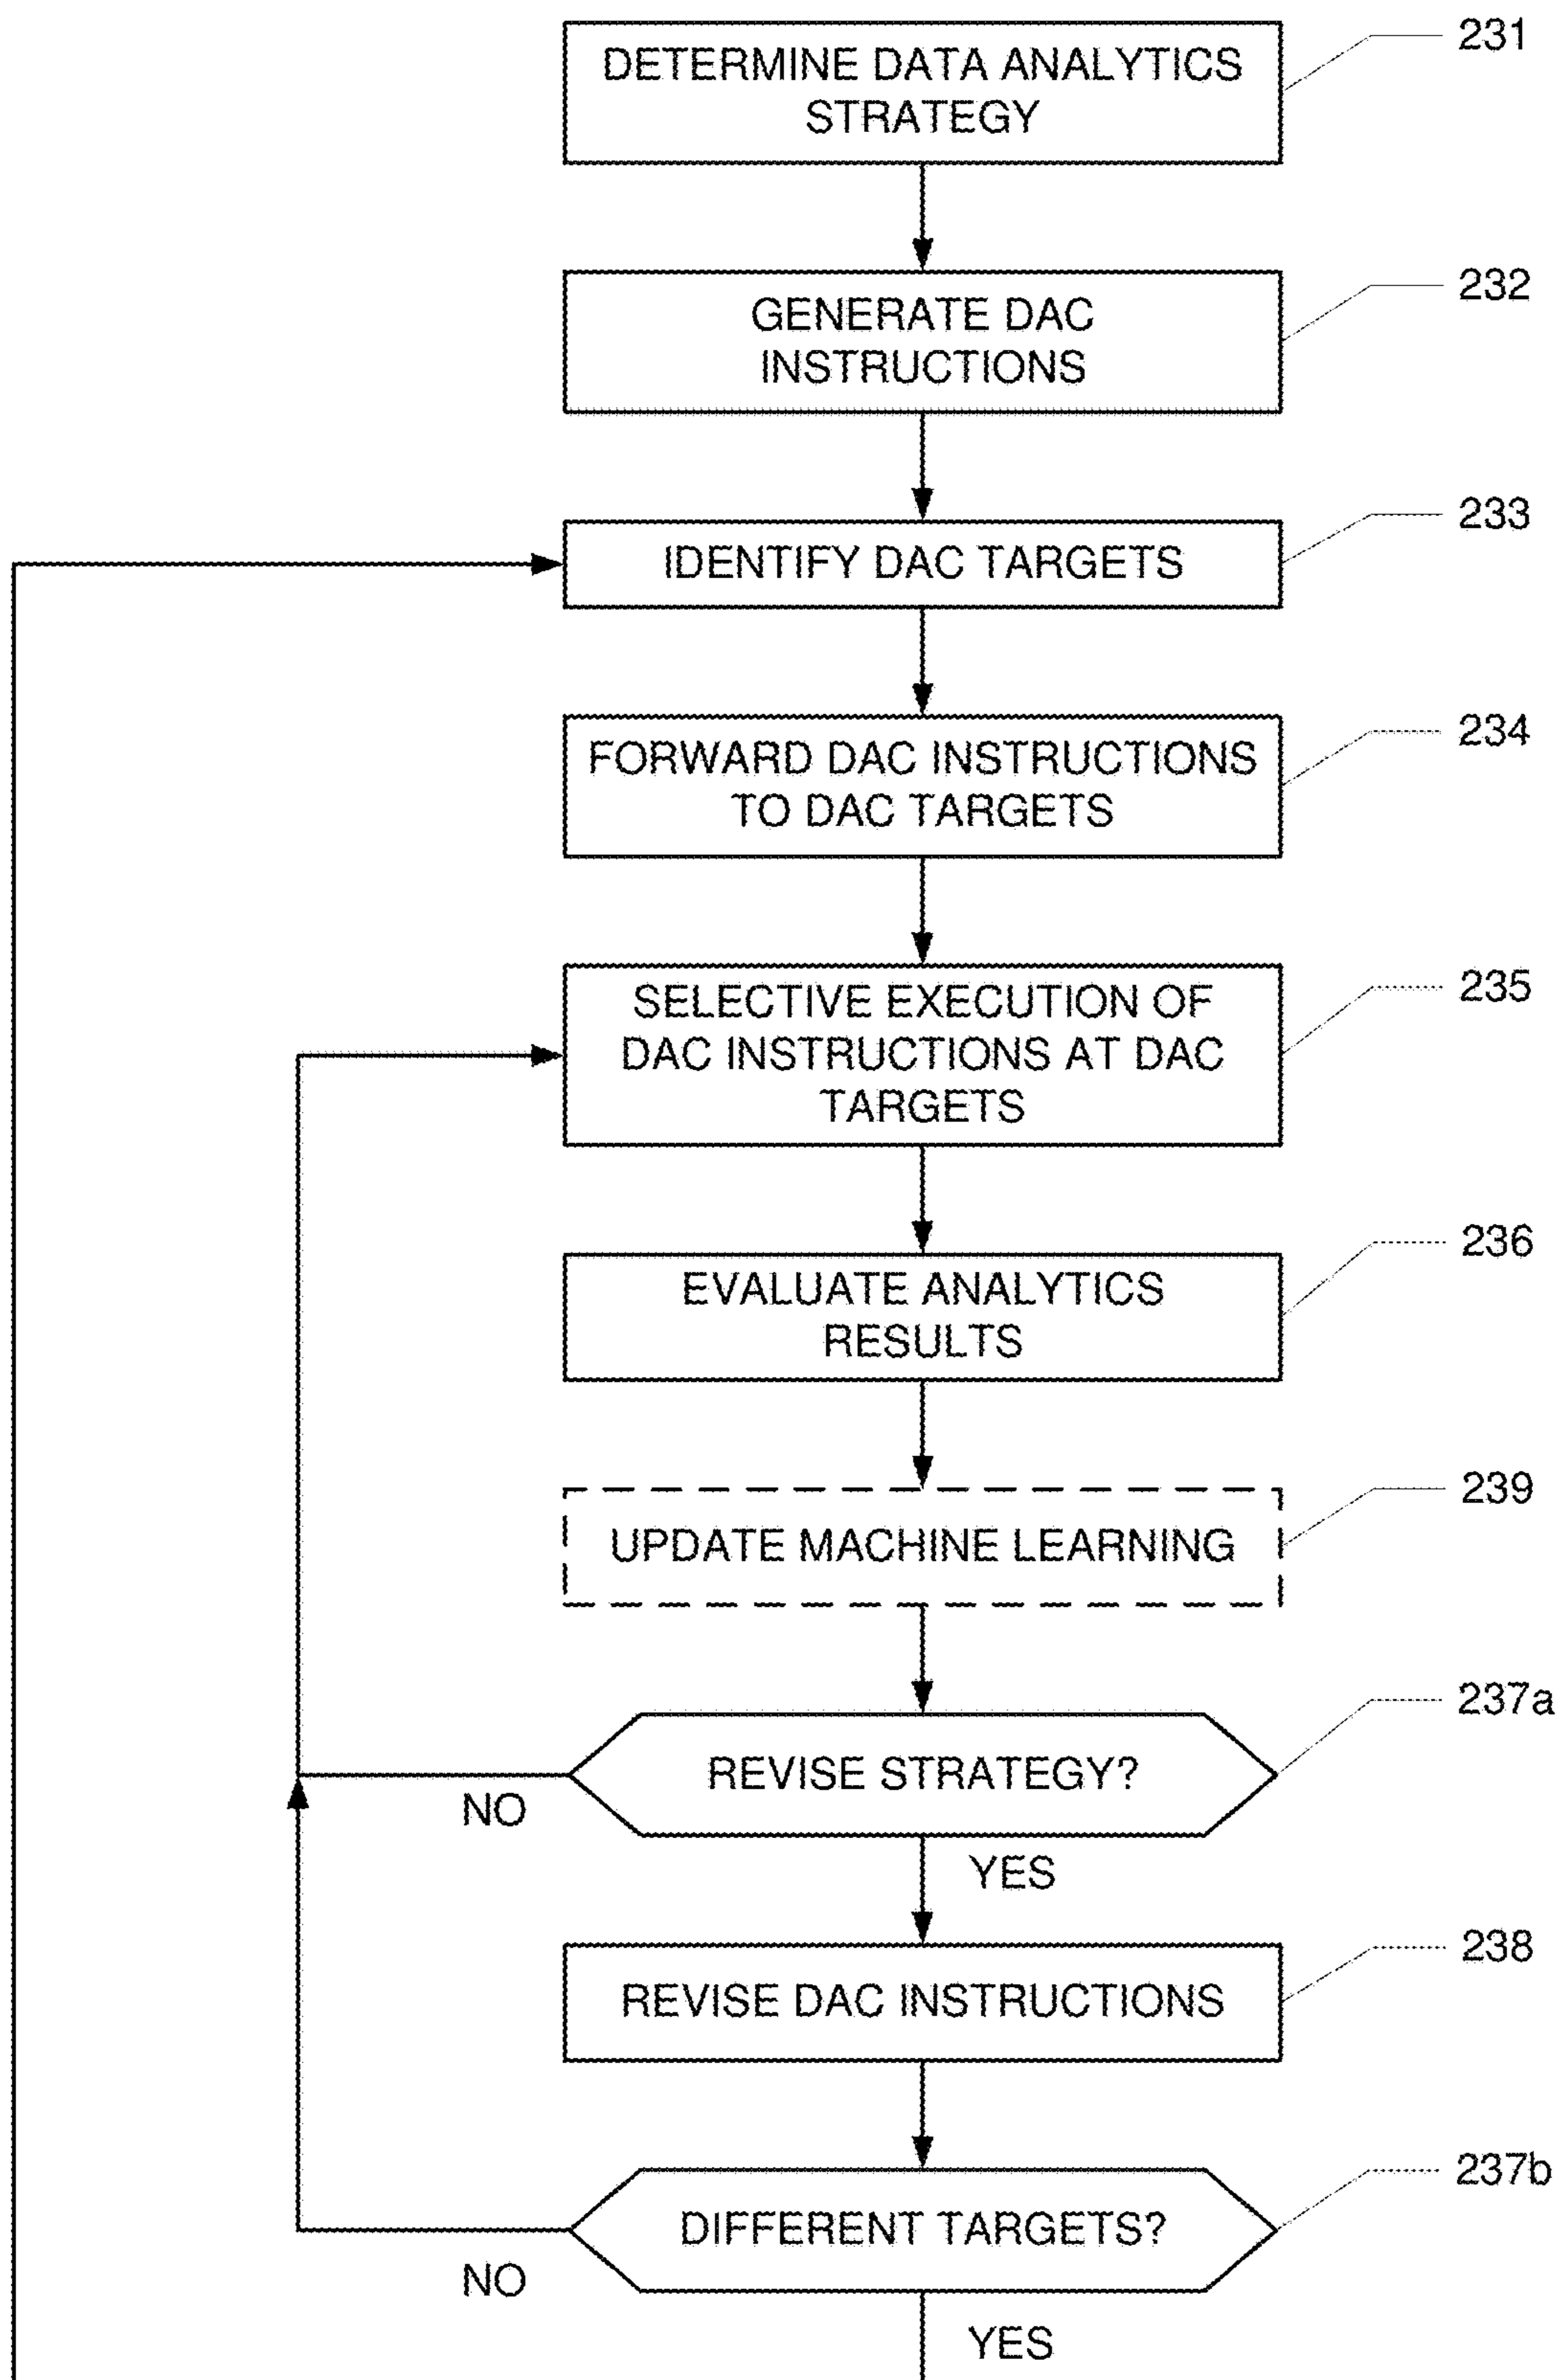 231
DETERMINE DATA ANALYTICS
STRATEGY
232
GENERATE DAC
INSTRUCTIONS
233
IDENTIFY DAC TARGETS
234
FORWARD DAC INSTRUCTIONS
TO DAC TARGETS
235
SELECTIVE EXECUTION OF
DAC INSTRUCTIONS AT DAC
TARGETS
236
EVALUATE ANALYTICS
RESULTS
239
UPDATE MACHINE LEARNING
237a
REVISE STRATEGY?
NO
YES
238
REVISE DAC INSTRUCTIONS
237b
DIFFERENT TARGETS?
NO
YES